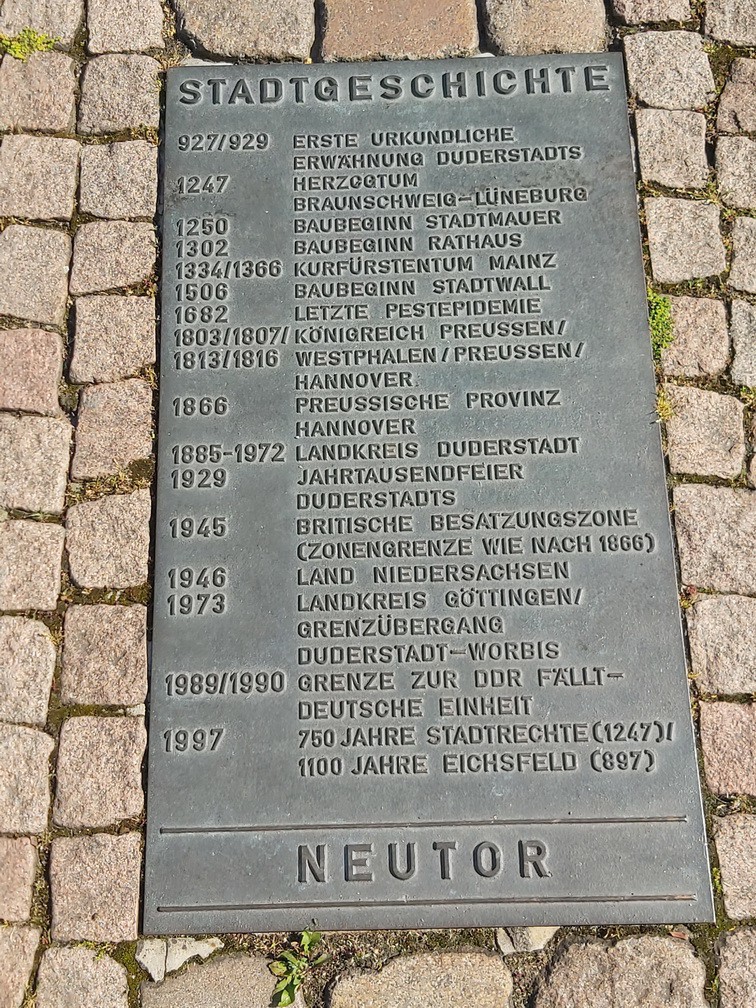 STADTGESCHICHTE
927/929 ERSTE URKUNDLICHE
ERWÄHNUNG DUDERSTADTS
1247 HERZOGTUM
BRAUNSCHWEIG-LÜNEBURG
1250 BAUBEGINN STADTMAUER
1302 BAUBEGINN RATHAUS
1334/1366 KURFÜRSTENTUM MAINZ
1506 BAUBEGINN STADTWALL
1682 LETZTE PESTEPIDEMIE
1803/1807/ KÖNIGREICH PREUSSEN/
1813/1816 WESTPHALEN/PREUSSEN/
HANNOVER
1866 PREUSSISCHE PROVINZ
HANNOVER
1885-1972 LANDKREIS DUDERSTADT
1929 JAHRTAUSENDFEIER
DUDERSTADTS
1945 BRITISCHE BESATZUNGSZONE
(ZONENGRENZE WIE NACH 1866)
1946 LAND NIEDERSACHSEN
1973 LANDKREIS GÖTTINGEN/
GRENZÜBERGANG
DUDERSTADT-WORBIS
1989/1990 GRENZE ZUR DDR FÄLLT-
DEUTSCHE EINHEIT
1997 750 JAHRE STADTRECHTE (1247)/
1100 JAHRE EICHSFELD (897)
NEUTOR